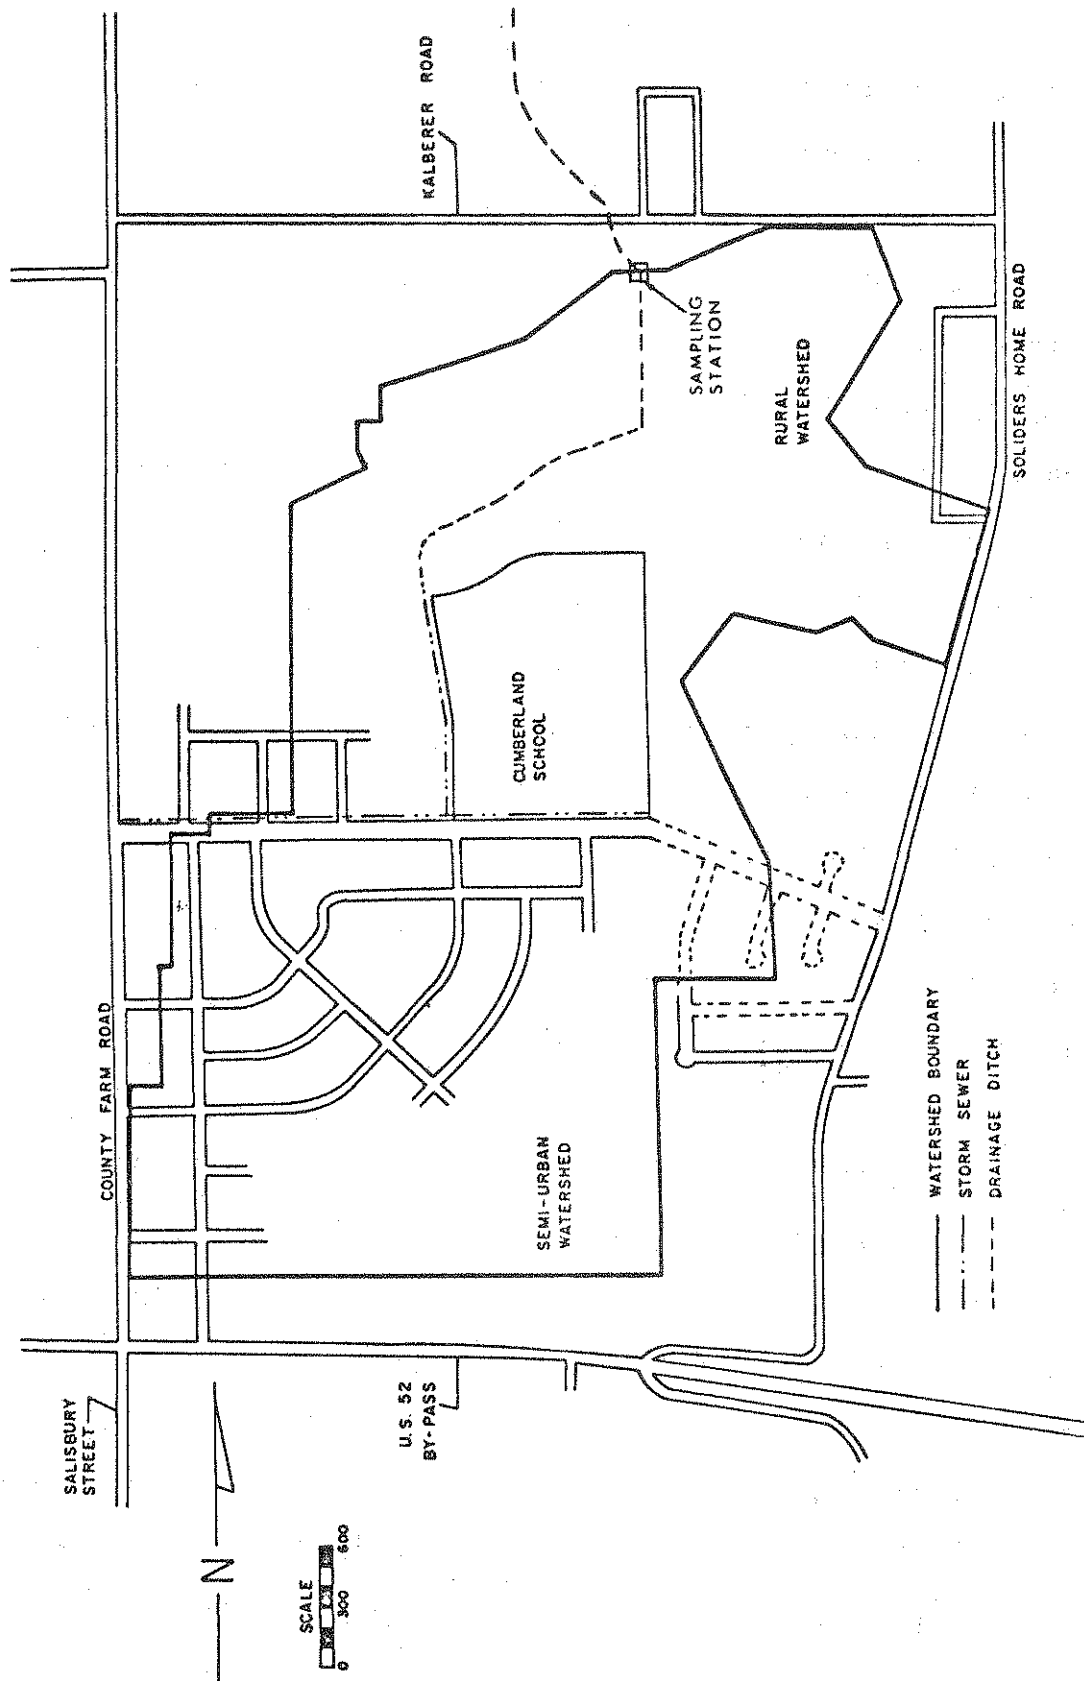 KALBERER ROAD
SAMPLING
STATION
RURAL
WATERSHED
SOLIDERS HOME ROAD
CUMBERLAND
SCHOOL
COUNTY FARM ROAD
SEMI-URBAN
WATERSHED
WATERSHED BOUNDARY
STORM SEWER
DRAINAGE DITCH
SALISBURY
STREET
U.S. 52
BY-PASS
N
SCALE
0 300 600